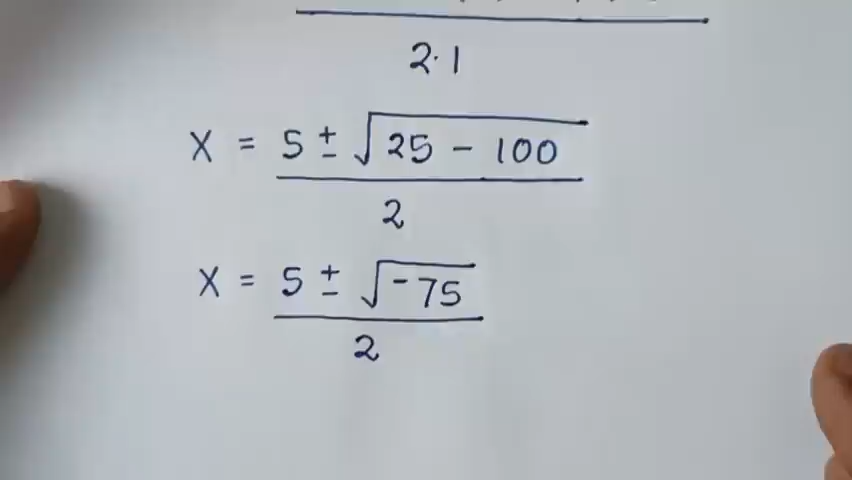 2·1
X = 5 ± √25 - 100
2
X = 5 ± √-75
2